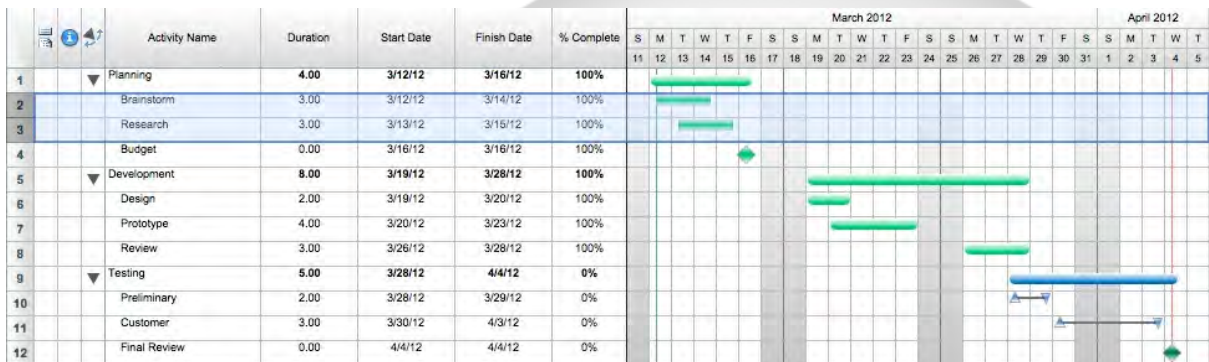 March 2012 April 2012
Activity Name Duration Start Date Finish Date % Complete S M T W T F S S M T W T F S S M T W T F S S M T W T
11 12 13 14 15 16 17 18 19 20 21 22 23 24 25 26 27 28 29 30 31 1 2 3 4 5
1 Planning 4.00 3/12/12 3/16/12 100%
2 Brainstorm 3.00 3/12/12 3/14/12 100%
3 Research 3.00 3/13/12 3/15/12 100%
4 Budget 0.00 3/16/12 3/16/12 100%
5 Development 8.00 3/19/12 3/28/12 100%
6 Design 2.00 3/19/12 3/20/12 100%
7 Prototype 4.00 3/20/12 3/23/12 100%
8 Review 3.00 3/26/12 3/28/12 100%
9 Testing 5.00 3/28/12 4/4/12 0%
10 Preliminary 2.00 3/28/12 3/29/12 0%
11 Customer 3.00 3/30/12 4/3/12 0%
12 Final Review 0.00 4/4/12 4/4/12 0%